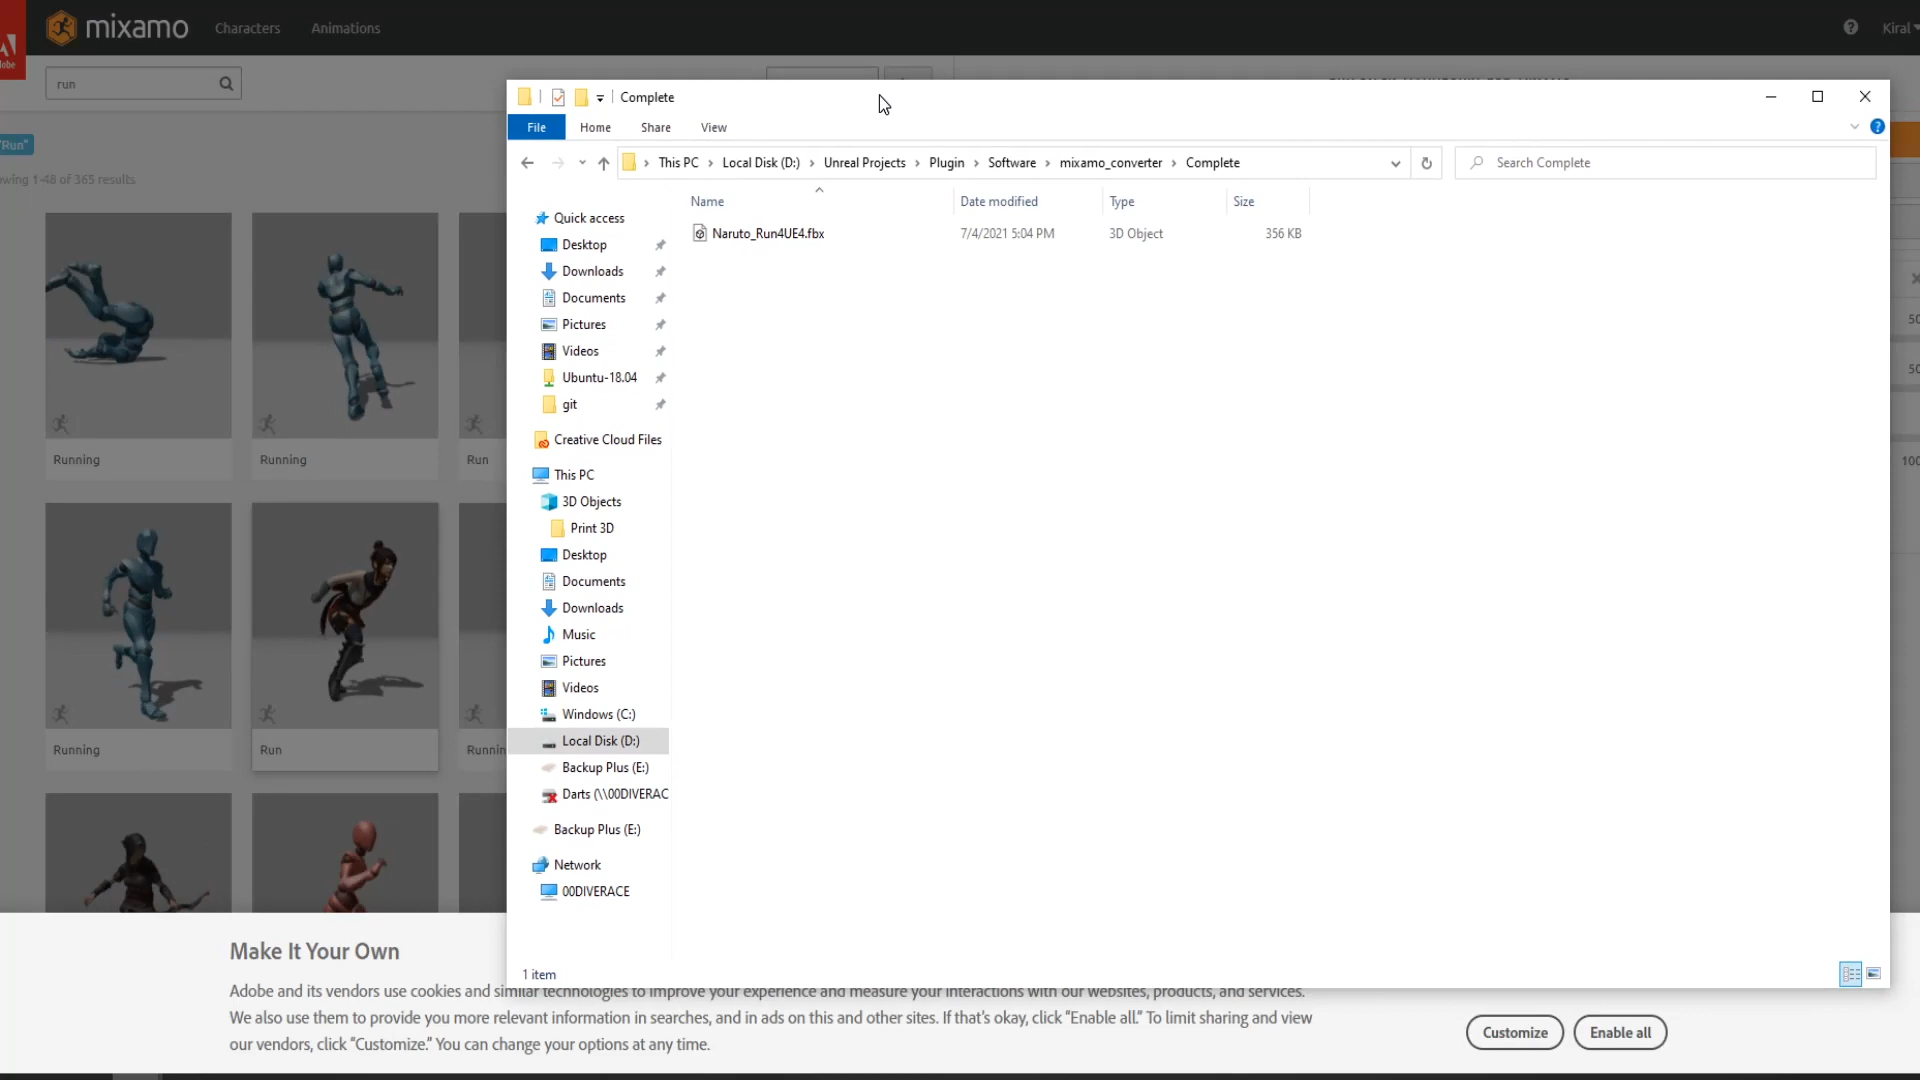 mixamo
Characters
Animations
Kiral
run
"Run"
wing 1-48 of 365 results
Running
Running
Run
Running
Run
Runnin
Complete
File
Home
Share
View
This PC
Local Disk (D:)
Unreal Projects
Plugin
Software
mixamo_converter
Complete
Search Complete
Name
Date modified
Type
Size
Naruto_Run4UE4.fbx
7/4/2021 5:04 PM
3D Object
356 KB
Quick access
Desktop
Downloads
Documents
Pictures
Videos
Ubuntu-18.04
git
Creative Cloud Files
This PC
3D Objects
Print 3D
Desktop
Documents
Downloads
Music
Pictures
Videos
Windows (C:)
Local Disk (D:)
Backup Plus (E:)
Darts (\\00DIVERAC
Backup Plus (E:)
Network
00DIVERACE
1 item
50
50
100
Make It Your Own
Adobe and its vendors use cookies and similar technologies to improve your experience and measure your interactions with our websites, products, and services.
We also use them to provide you more relevant information in searches, and in ads on this and other sites. If that's okay, click "Enable all." To limit sharing and view
our vendors, click "Customize." You can change your options at any time.
Customize
Enable all